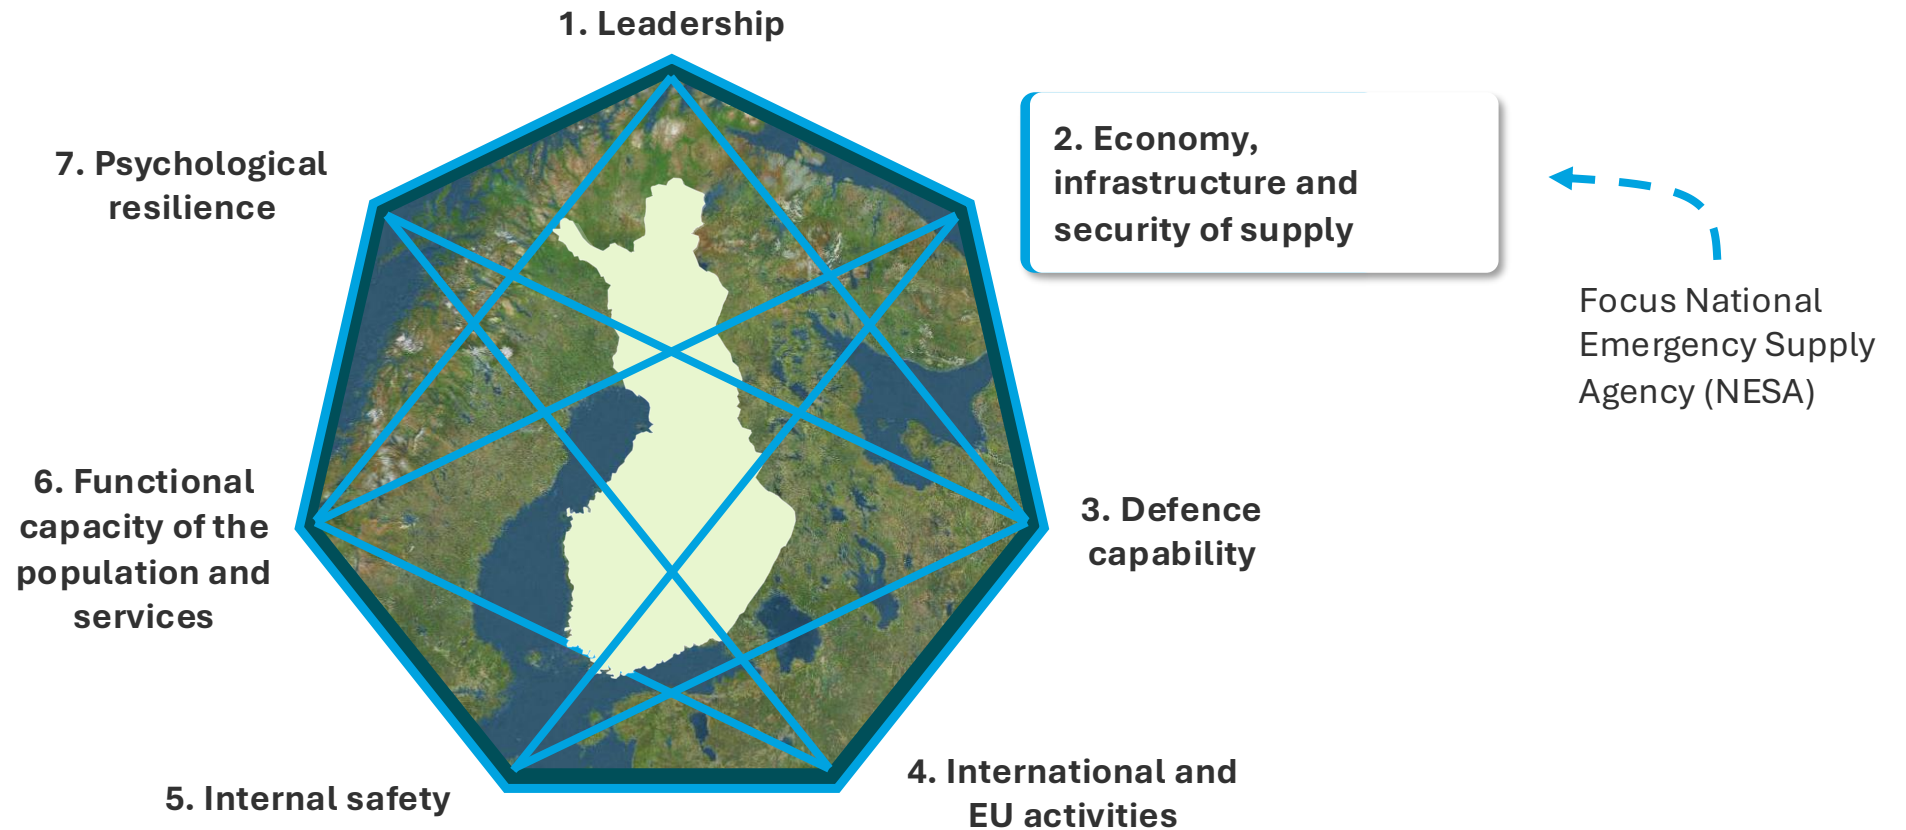 1. Leadership
2. Economy,
infrastructure and
security of supply
Focus National
Emergency Supply
Agency (NESA)
3. Defence
capability
4. International and
EU activities
5. Internal safety
6. Functional
capacity of the
population and
services
7. Psychological
resilience